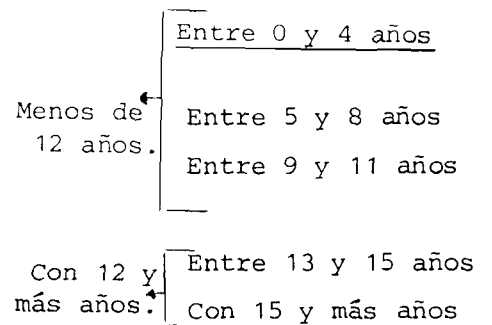 Entre 0 y 4 años
Menos de
12 años.
Entre 5 y 8 años
Entre 9 y 11 años
Con 12 y
más años.
Entre 13 y 15 años
Con 15 y más años